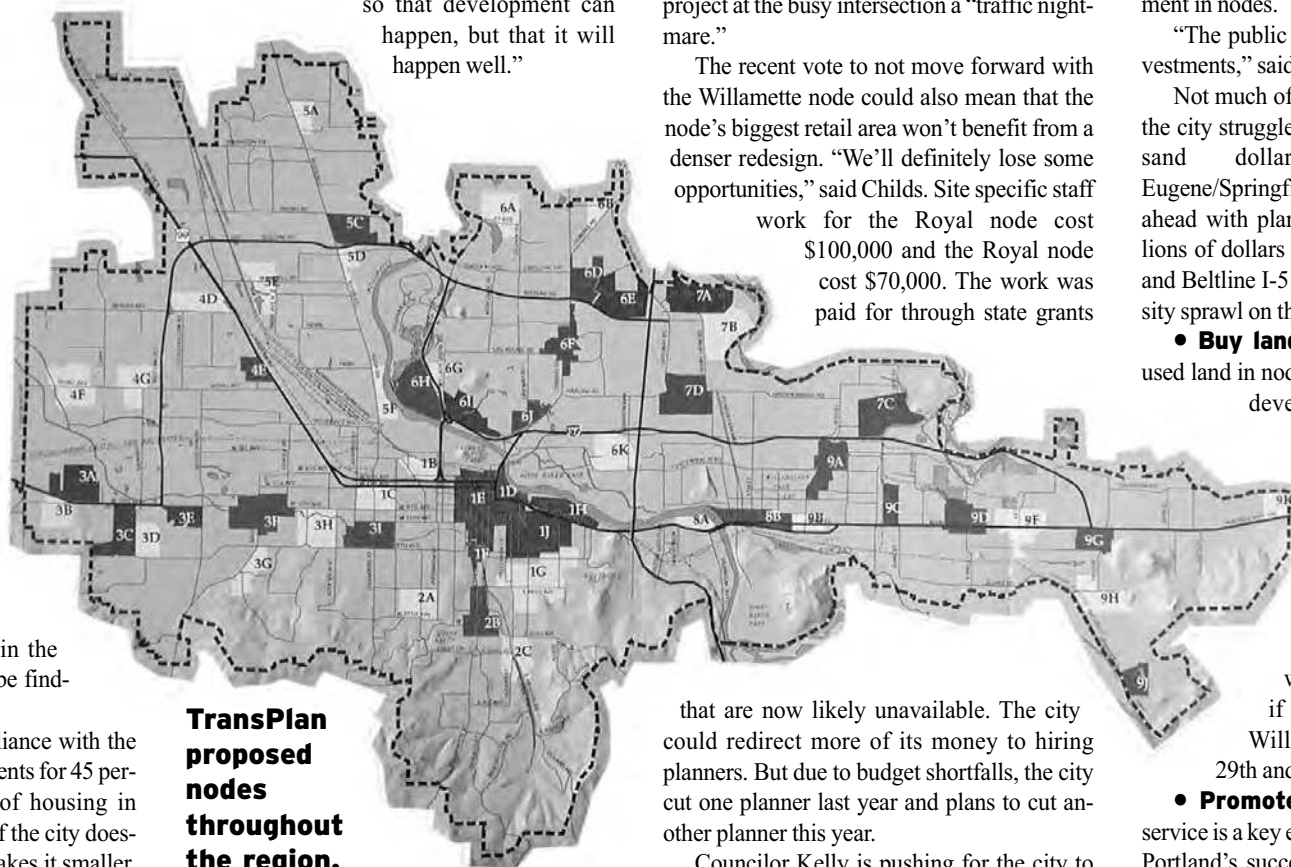 so that development can
happen, but that it will
happen well.”
project at the busy intersection a “traffic night-
mare.”
The recent vote to not move forward with
the Willamette node could also mean that the
node’s biggest retail area won’t benefit from a
denser redesign. “We’ll definitely lose some
opportunities,” said Childs. Site specific staff
work for the Royal node cost
$100,000 and the Royal node
cost $70,000. The work was
paid for through state grants
ment in nodes.
“The public
vestments,” said
Not much of
the city struggle
sand dollar
Eugene/Springf
ahead with plan
lions of dollars
and Beltline I-5
sity sprawl on th
• Buy lan
used land in nod
deve
5A
5C
5D
5E
4D
4E
4F
4G
5F
6A
6B
6D
6E
6F
6G
6H
6I
6J
6K
7A
7B
7C
7D
1B
1C
1D
1E
1F
1G
1H
1J
2A
2B
2C
3A
3B
3C
3D
3E
3F
3G
3H
3I
8A
8B
9A
9B
9C
9D
9F
9G
9H
9J
in the
be find-
liance with the
ents for 45 per-
of housing in
f the city does-
akes it smaller
TransPlan
proposed
nodes
throughout
the region.
that are now likely unavailable. The city
could redirect more of its money to hiring
planners. But due to budget shortfalls, the city
cut one planner last year and plans to cut an-
other planner this year.
Councilor Kelly is pushing for the city to
w
if
Will
29th and
• Promote
service is a key e
Portland’s succe